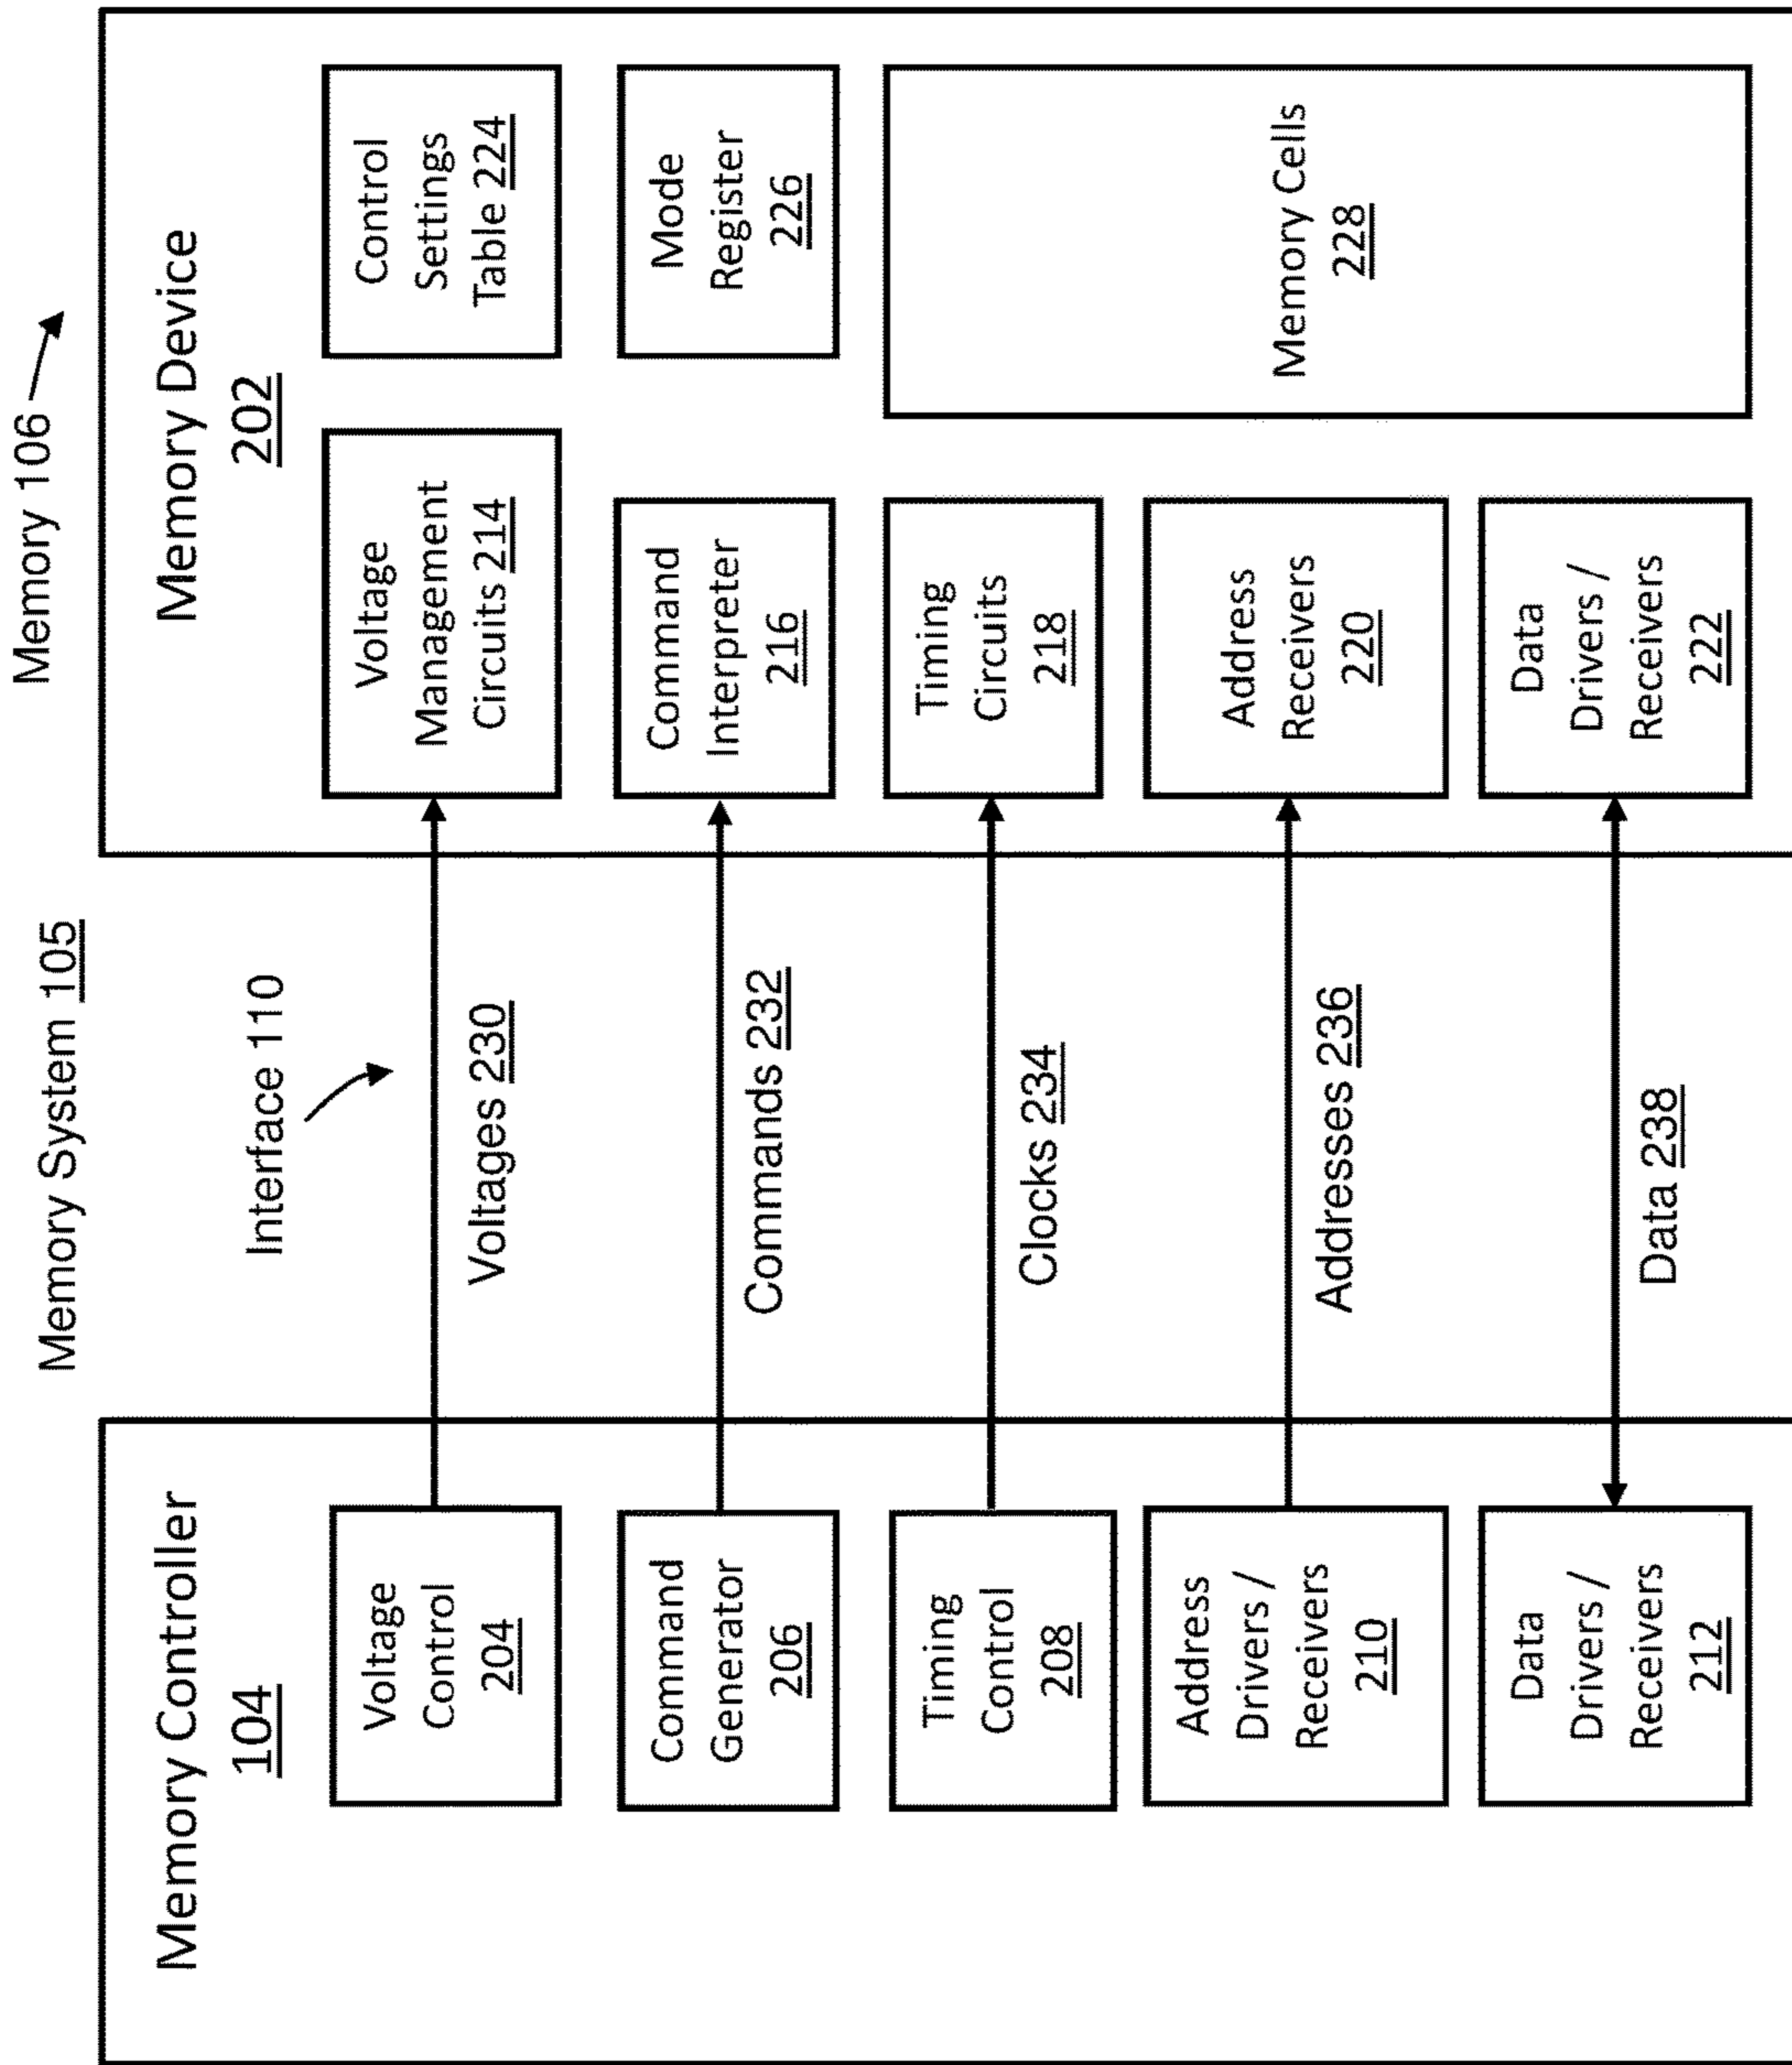 Memory System 105
Memory 106
Interface 110
Memory Controller
104
Voltage
Control
204
Command
Generator
206
Timing
Control
208
Address
Drivers /
Receivers
210
Data
Drivers /
Receivers
212
Voltages 230
Commands 232
Clocks 234
Addresses 236
Data 238
Memory Device
202
Voltage
Management
Circuits 214
Command
Interpreter
216
Timing
Circuits
218
Address
Receivers
220
Data
Drivers /
Receivers
222
Control
Settings
Table 224
Mode
Register
226
Memory Cells
228